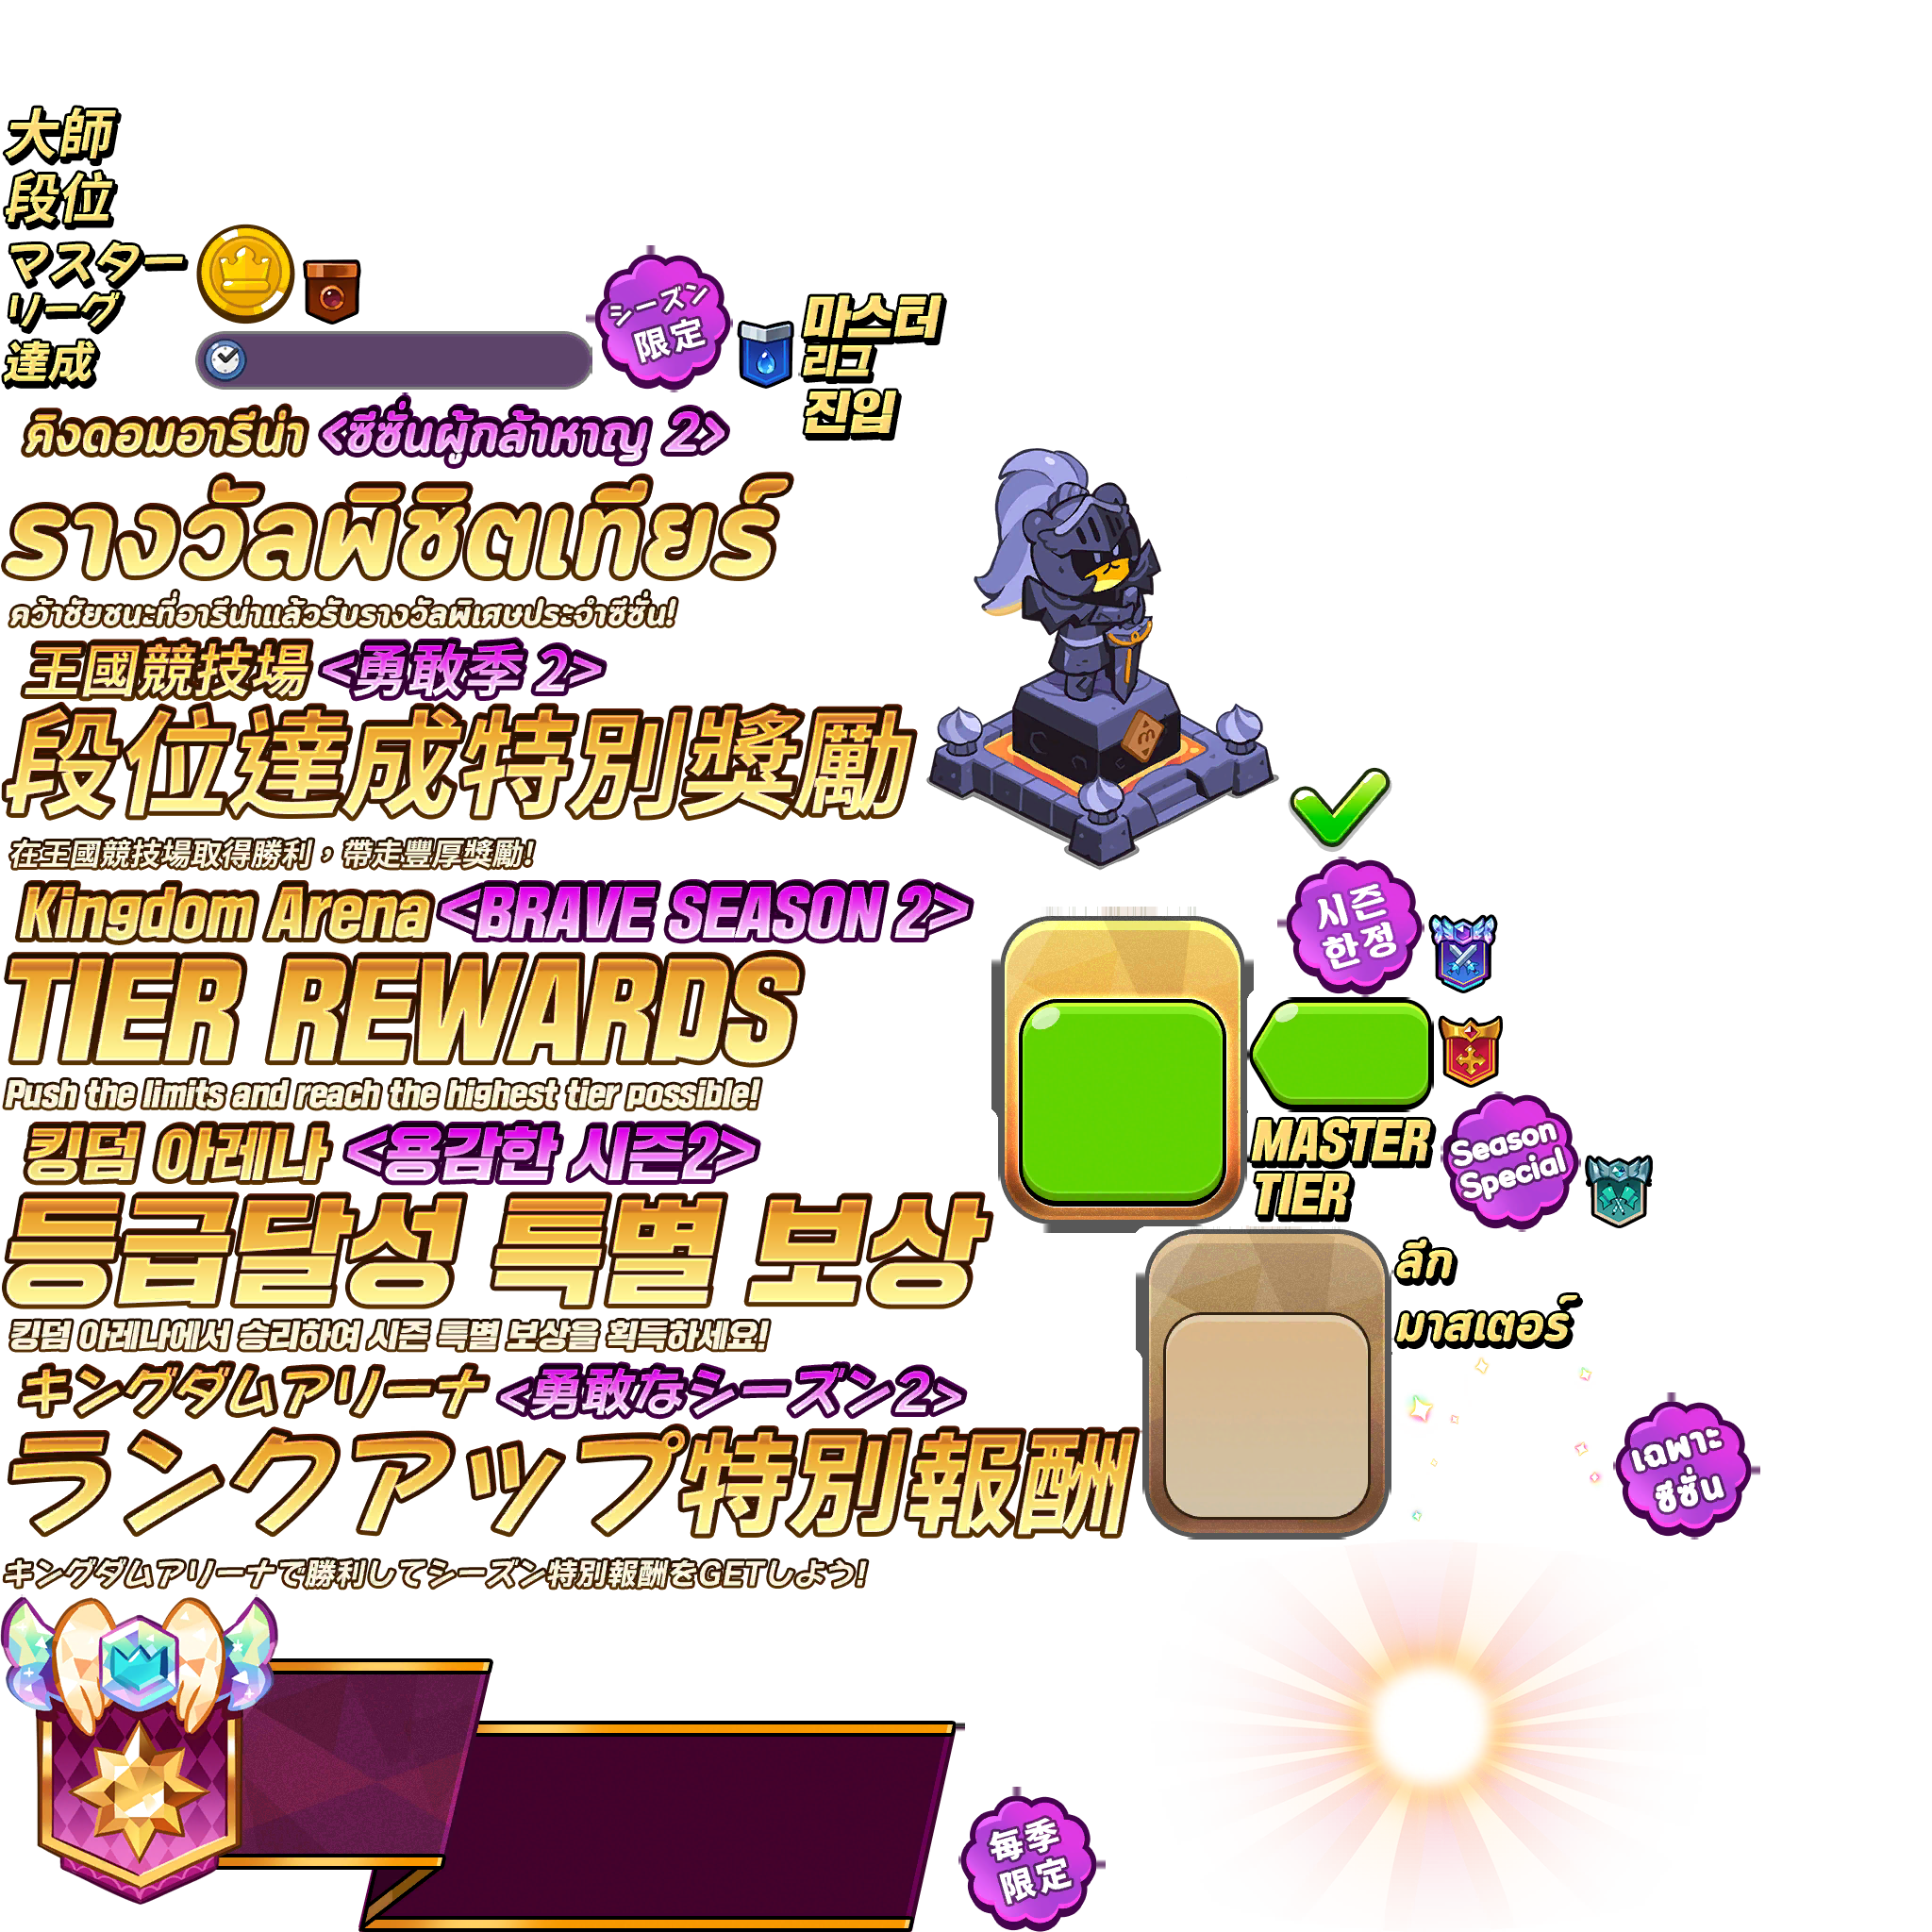 大師
段位
マスター
リーグ
達成
シーズン
限定
마스터
리그
진입
คิงดอมอารีน่า <ซีซั่นผู้กล้าหาญ 2>
รางวัลพิชิตเทียร์
คว้าชัยชนะที่อารีน่าแล้วรับรางวัลพิเศษประจำซีซั่น!
王國競技場 <勇敢季 2>
段位達成特別獎勵
在王國競技場取得勝利，帶走豐厚獎勵!
Kingdom Arena <BRAVE SEASON 2>
TIER REWARDS
Push the limits and reach the highest tier possible!
시즌
한정
MASTER
TIER
Season
Special
킹덤 아레나 <용감한 시즌2>
등급달성 특별 보상
킹덤 아레나에서 승리하여 시즌 특별 보상을 획득하세요!
ลีก
มาสเตอร์
キングダムアリーナ <勇敢なシーズン2>
ランクアップ特別報酬
キングダムアリーナで勝利してシーズン特別報酬をGETしよう!
เฉพาะ
ซีซั่น
每季
限定